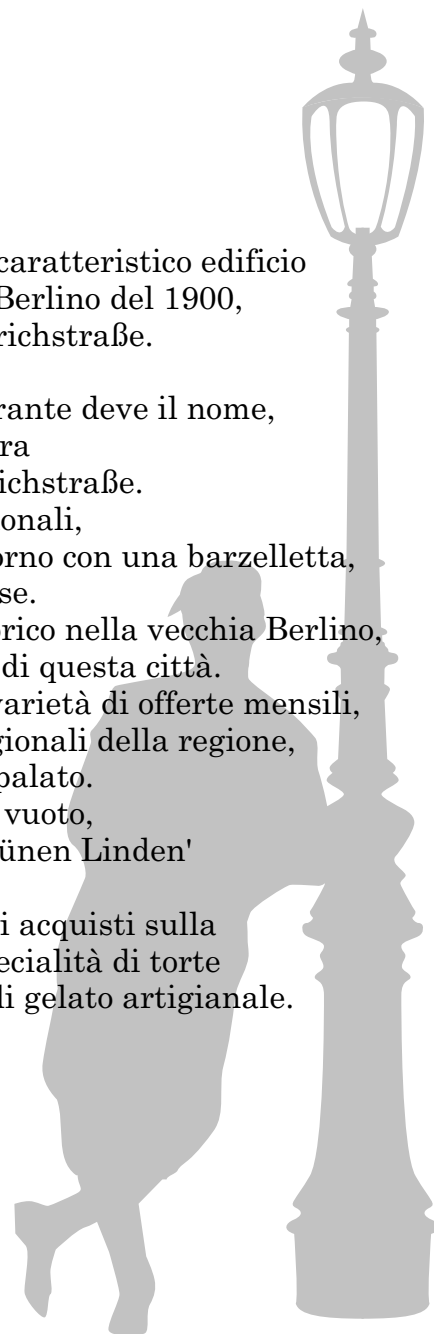 caratteristico edificio
Berlino del 1900,
richstraße.
rante deve il nome,
ra
ichstraße.
onali,
orno con una barzelletta,
se.
orico nella vecchia Berlino,
di questa città.
varietà di offerte mensili,
gionali della regione,
palato.
vuoto,
ünen Linden'
i acquisti sulla
ecialità di torte
li gelato artigianale.